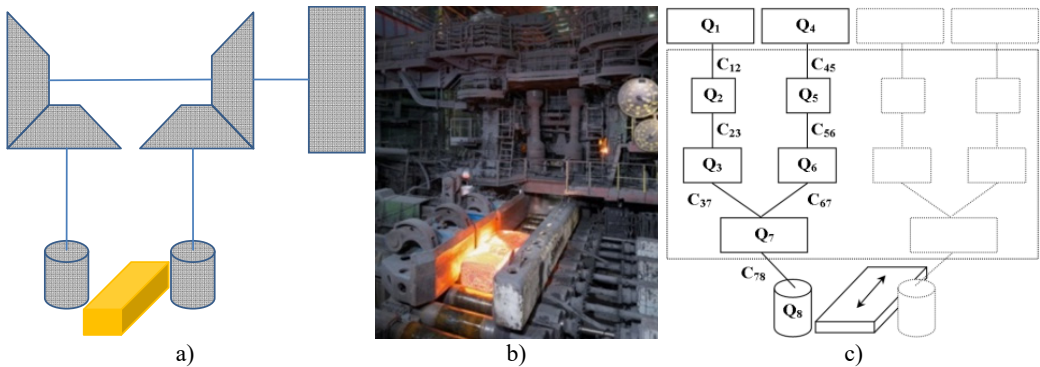 Q₁ Q₄
C₁₂ C₄₅
Q₂ Q₅
C₂₃ C₅₆
Q₃ Q₆
C₃₇ C₆₇
Q₇
C₇₈
Q₈
a) b) c)